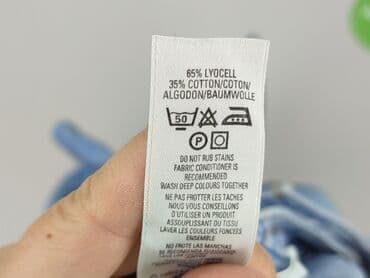 65% LYOCELL
35% COTTON/COTON/
ALGODON/BAUMWOLLE
50
P
DO NOT RUB STAINS
FABRIC CONDITIONER IS
RECOMMENDED
WASH DEEP COLOURS TOGETHER
NE PAS FROTTER LES TACHES
NOUS VOUS CONSEILLONS
D'UTILISER UN PRODUIT
ASSOUPLISSANT DU TISSU
LAVER LES COULEURS FONCEES
ENSEMBLE
NO FROTE LAS MANCHAS